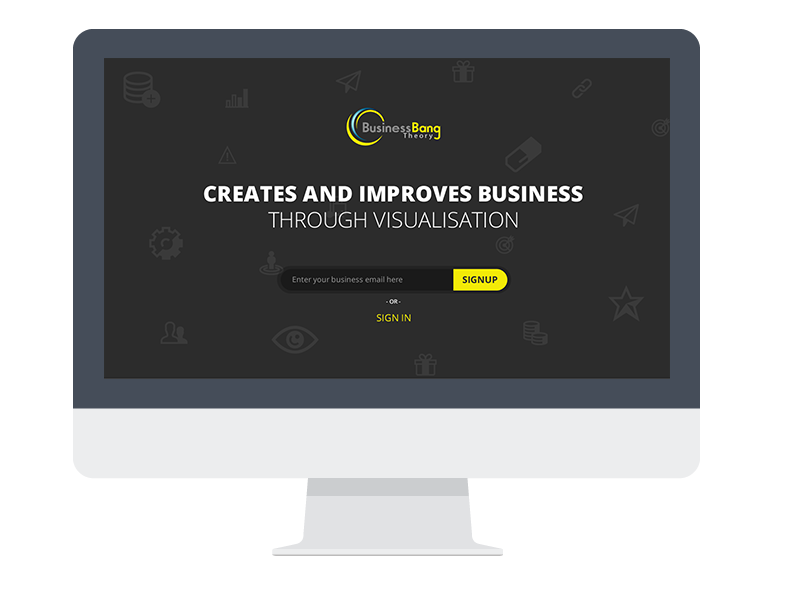 BusinessBang
Theory
CREATES AND IMPROVES BUSINESS
THROUGH VISUALISATION
Enter your business email here
SIGNUP
- OR -
SIGN IN